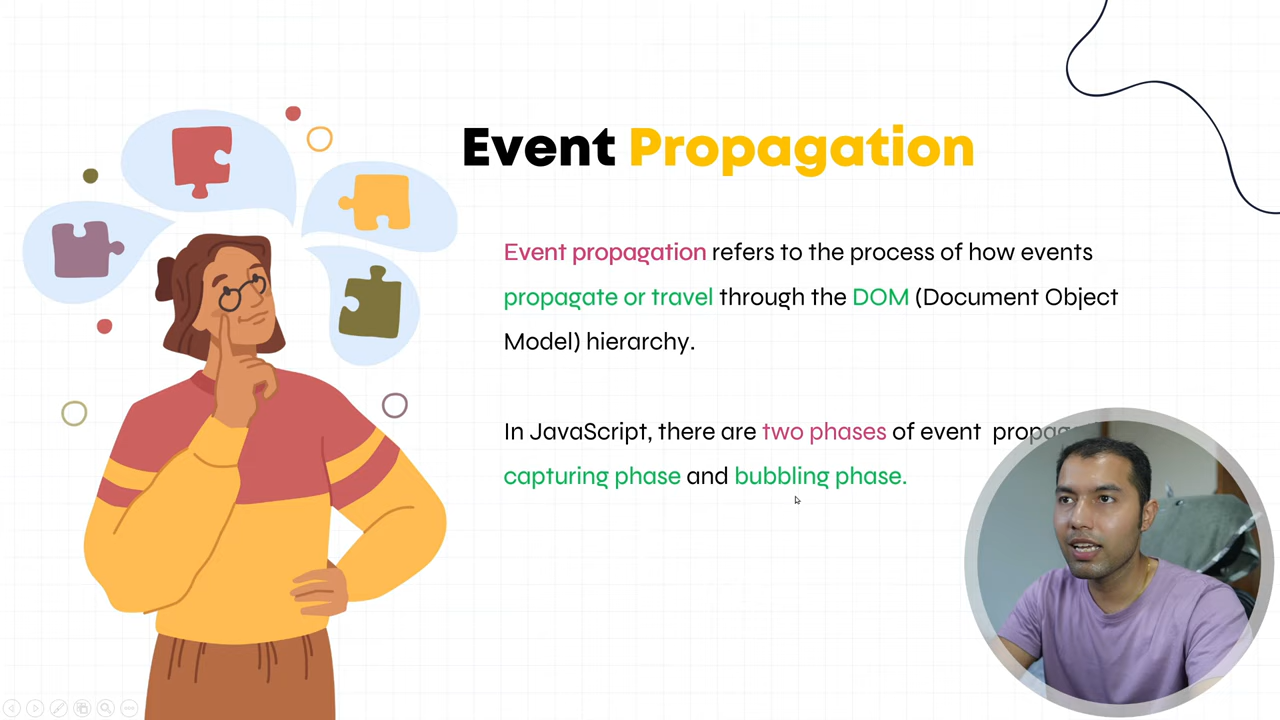 Event Propagation
Event propagation refers to the process of how events
propagate or travel through the DOM (Document Object
Model) hierarchy.
In JavaScript, there are two phases of event
capturing phase and bubbling phase.